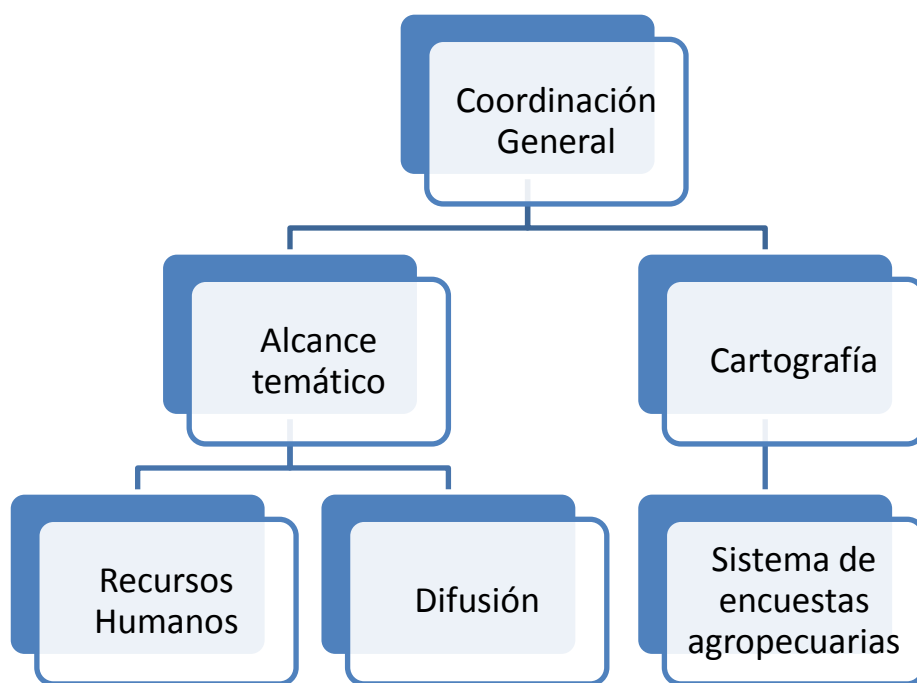 Coordinación
General
Alcance
temático
Cartografía
Recursos
Humanos
Difusión
Sistema de
encuestas
agropecuarias